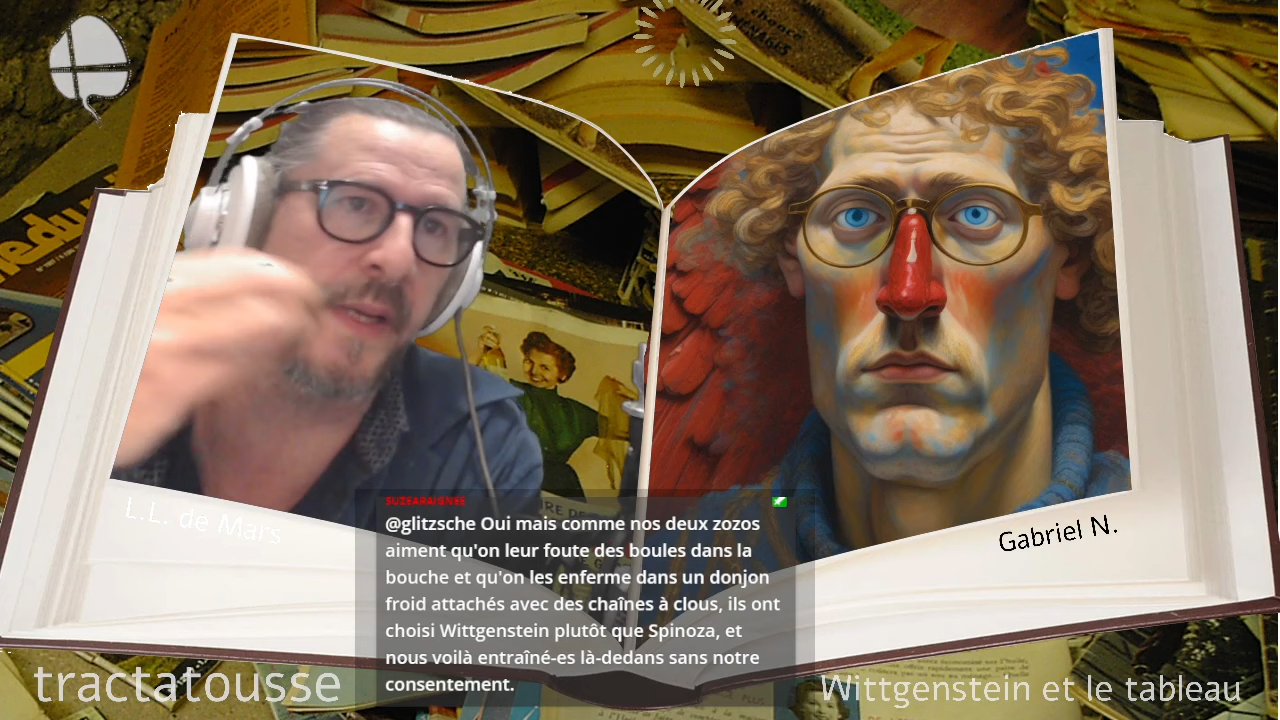 L.L. de Mars
Gabriel N.
SUZEARAIGNEE
@glitzsche Oui mais comme nos deux zozos
aiment qu'on leur foute des boules dans la
bouche et qu'on les enferme dans un donjon
froid attachés avec des chaînes à clous, ils ont
choisi Wittgenstein plutôt que Spinoza, et
nous voilà entraîné-es là-dedans sans notre
consentement.
tractatousse
Wittgenstein et le tableau